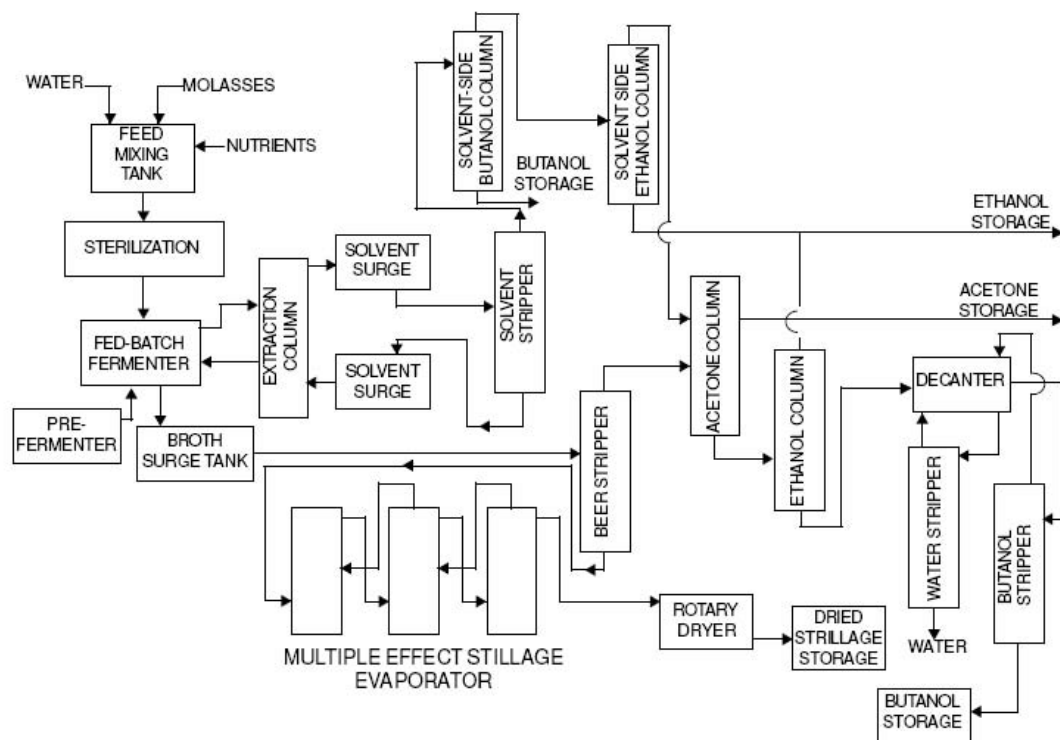 WATER
MOLASSES
FEED
MIXING
TANK
NUTRIENTS
STERILIZATION
FED-BATCH
FERMENTER
PRE-
FERMENTER
BROTH
SURGE TANK
EXTRACTION
COLUMN
SOLVENT
SURGE
SOLVENT
SURGE
SOLVENT
STRIPPER
SOLVENT-SIDE
BUTANOL COLUMN
BUTANOL
STORAGE
SOLVENT SIDE
ETHANOL COLUMN
ETHANOL
STORAGE
ACETONE
STORAGE
ACETONE COLUMN
BEER STRIPPER
ETHANOL COLUMN
DECANTER
WATER STRIPPER
WATER
BUTANOL
STRIPPER
BUTANOL
STORAGE
MULTIPLE EFFECT STILLAGE
EVAPORATOR
ROTARY
DRYER
DRIED
STRILLAGE
STORAGE